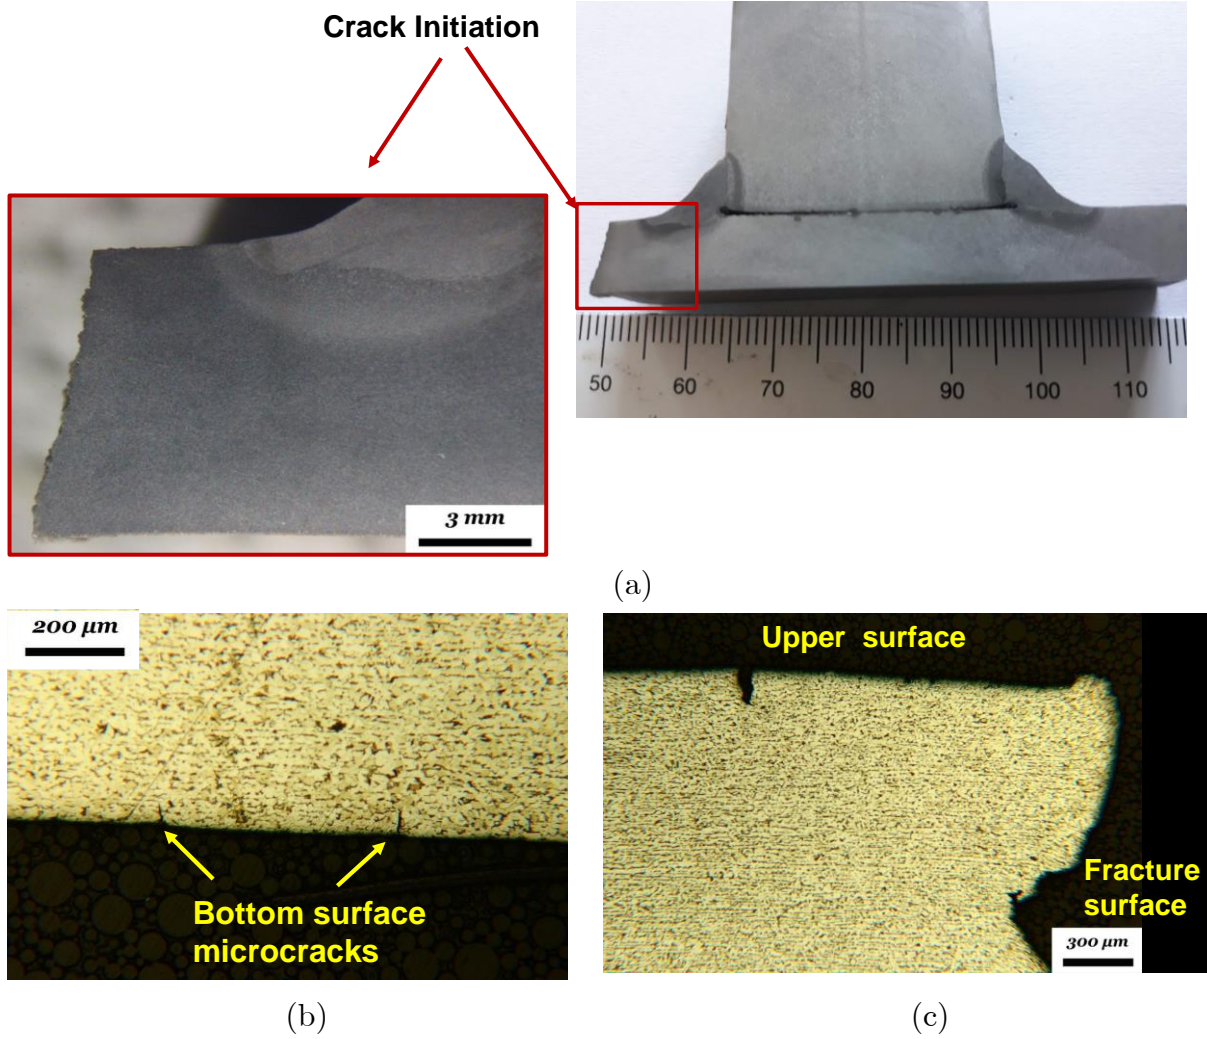 Crack Initiation
50 60 70 80 90 100 110
3 mm
(a)
200 µm
Bottom surface
microcracks
Upper surface
Fracture
surface
300 µm
(b)
(c)